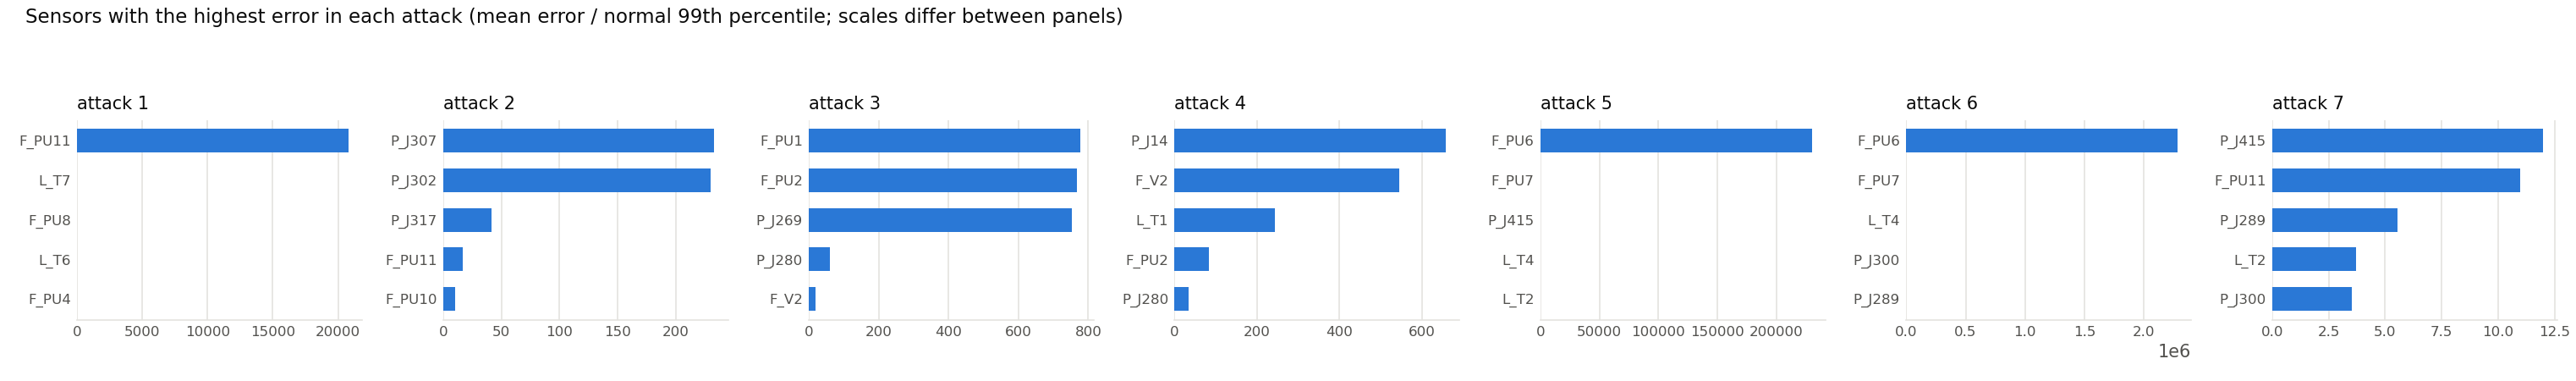 Sensors with the highest error in each attack (mean error / normal 99th percentile; scales differ between panels)
attack 1
F_PU11
L_T7
F_PU8
L_T6
F_PU4
0 5000 10000 15000 20000
attack 2
P_J307
P_J302
P_J317
F_PU11
F_PU10
0 50 100 150 200
attack 3
F_PU1
F_PU2
P_J269
P_J280
F_V2
0 200 400 600 800
attack 4
P_J14
F_V2
L_T1
F_PU2
P_J280
0 200 400 600
attack 5
F_PU6
F_PU7
P_J415
L_T4
L_T2
0 50000 100000 150000 200000
attack 6
F_PU6
F_PU7
L_T4
P_J300
P_J289
0.0 0.5 1.0 1.5 2.0
1e6
attack 7
P_J415
F_PU11
P_J289
L_T2
P_J300
0.0 2.5 5.0 7.5 10.0 12.5